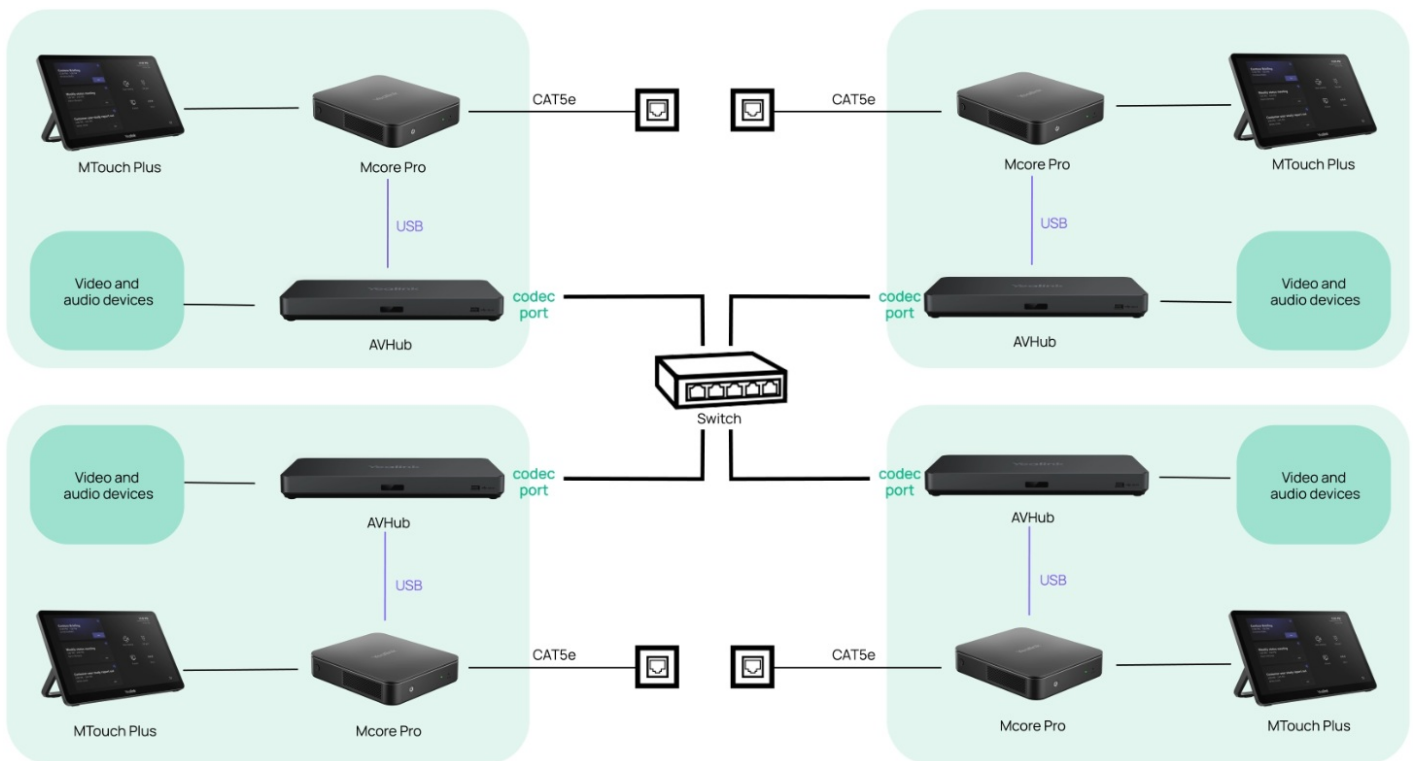 CAT5e
CAT5e
MTouch Plus
Mcore Pro
Mcore Pro
MTouch Plus
USB
USB
Video and
audio devices
Video and
audio devices
codec
port
codec
port
AVHub
AVHub
Switch
Video and
audio devices
codec
port
codec
port
Video and
audio devices
AVHub
AVHub
USB
USB
CAT5e
CAT5e
MTouch Plus
Mcore Pro
Mcore Pro
MTouch Plus